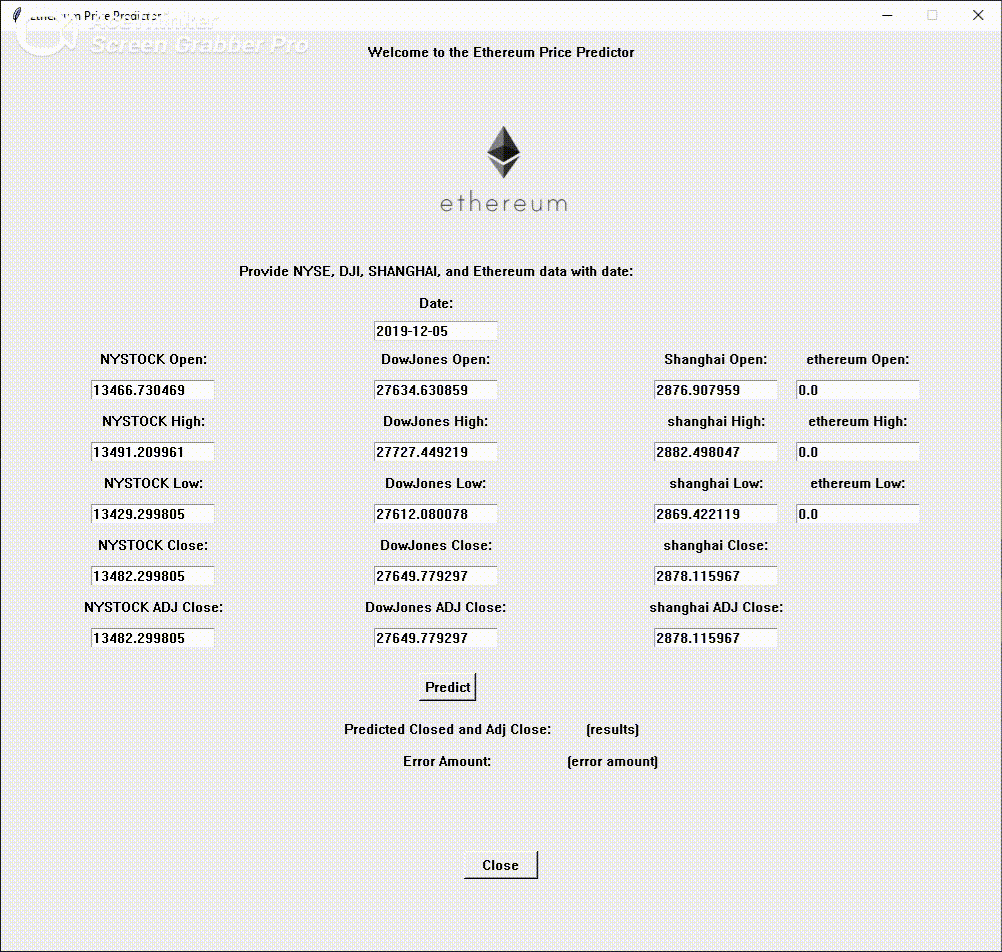 Ethereum Price Predictor
Screen Grabber Pro
Welcome to the Ethereum Price Predictor
ethereum
Provide NYSE, DJI, SHANGHAI, and Ethereum data with date:
Date:
2019-12-05
NYSTOCK Open: DowJones Open: Shanghai Open: ethereum Open:
13466.730469 27634.630859 2876.907959 0.0
NYSTOCK High: DowJones High: shanghai High: ethereum High:
13491.209961 27727.449219 2882.498047 0.0
NYSTOCK Low: DowJones Low: shanghai Low: ethereum Low:
13429.299805 27612.080078 2869.422119 0.0
NYSTOCK Close: DowJones Close: shanghai Close:
13482.299805 27649.779297 2878.115967
NYSTOCK ADJ Close: DowJones ADJ Close: shanghai ADJ Close:
13482.299805 27649.779297 2878.115967
Predict
Predicted Closed and Adj Close: (results)
Error Amount: (error amount)
Close